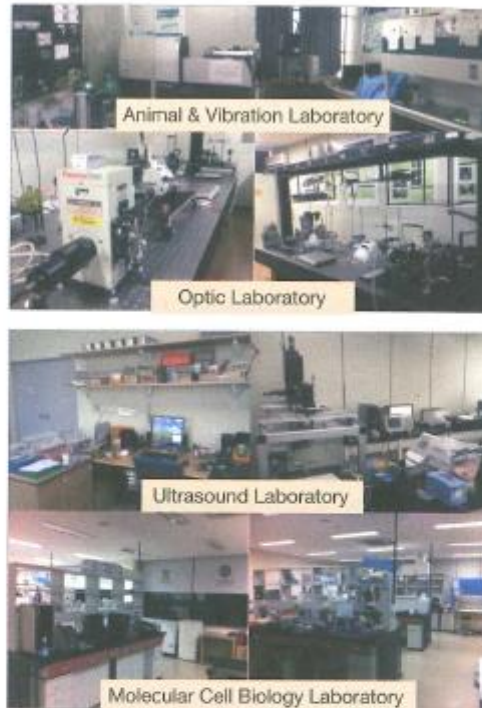 Animal & Vibration Laboratory
Optic Laboratory
Ultrasound Laboratory
Molecular Cell Biology Laboratory